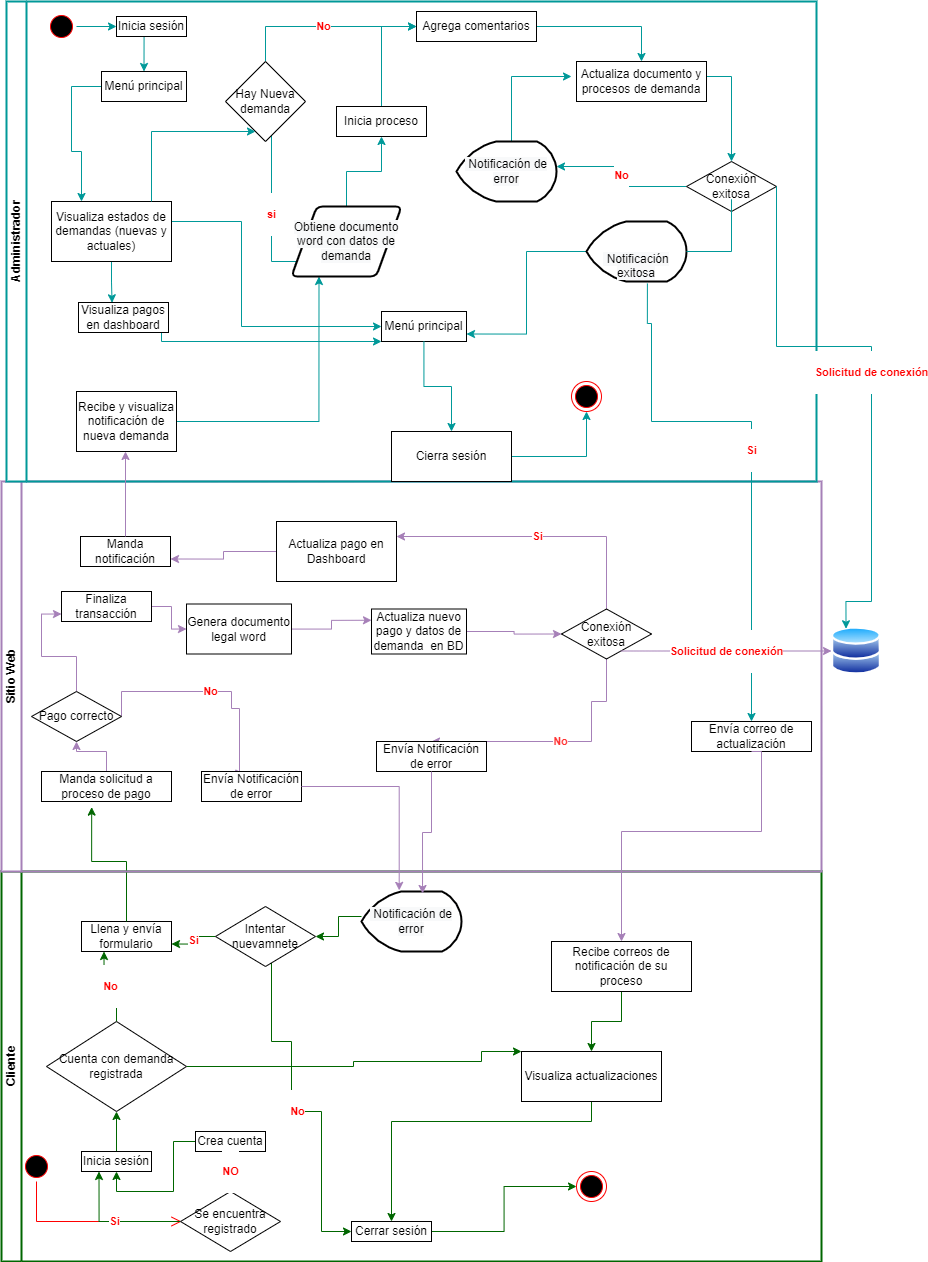 Administrador
Inicia sesión
Menú principal
Hay Nueva
demanda
No
Agrega comentarios
Actualiza documento y
procesos de demanda
Inicia proceso
Notificación de
error
No
Conexión
exitosa
si
Visualiza estados de
demandas (nuevas y
actuales)
Obtiene documento
word con datos de
demanda
Notificación
exitosa
Visualiza pagos
en dashboard
Menú principal
Solicitud de conexión
Recibe y visualiza
notificación de
nueva demanda
Cierra sesión
Si
Sitio Web
Manda
notificación
Actualiza pago en
Dashboard
Si
Finaliza
transacción
Genera documento
legal word
Actualiza nuevo
pago y datos de
demanda en BD
Conexión
exitosa
Solicitud de conexión
Pago correcto
No
No
Envía correo de
actualización
Manda solicitud a
proceso de pago
Envía Notificación
de error
Envía Notificación
de error
Cliente
Llena y envía
formulario
Si
Intentar
nuevamnete
Notificación de
error
Recibe correos de
notificación de su
proceso
No
Cuenta con demanda
registrada
Visualiza actualizaciones
No
Crea cuenta
Inicia sesión
NO
Si
Se encuentra
registrado
Cerrar sesión